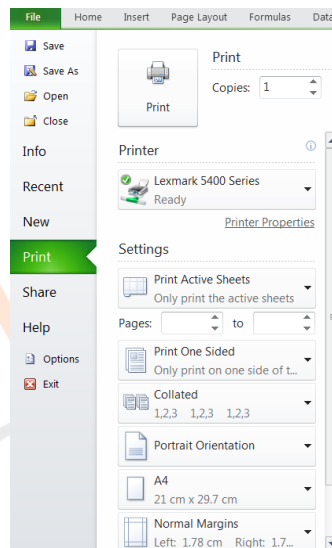 File Home Insert Page Layout Formulas Data
Save
Save As
Open
Close
Info
Recent
New
Print
Share
Help
Options
Exit
Print
Print
Copies: 1
Printer
Lexmark 5400 Series
Ready
Printer Properties
Settings
Print Active Sheets
Only print the active sheets
Pages: to
Print One Sided
Only print on one side of t...
Collated
1,2,3 1,2,3 1,2,3
Portrait Orientation
A4
21 cm x 29.7 cm
Normal Margins
Left: 1.78 cm Right: 1.7...